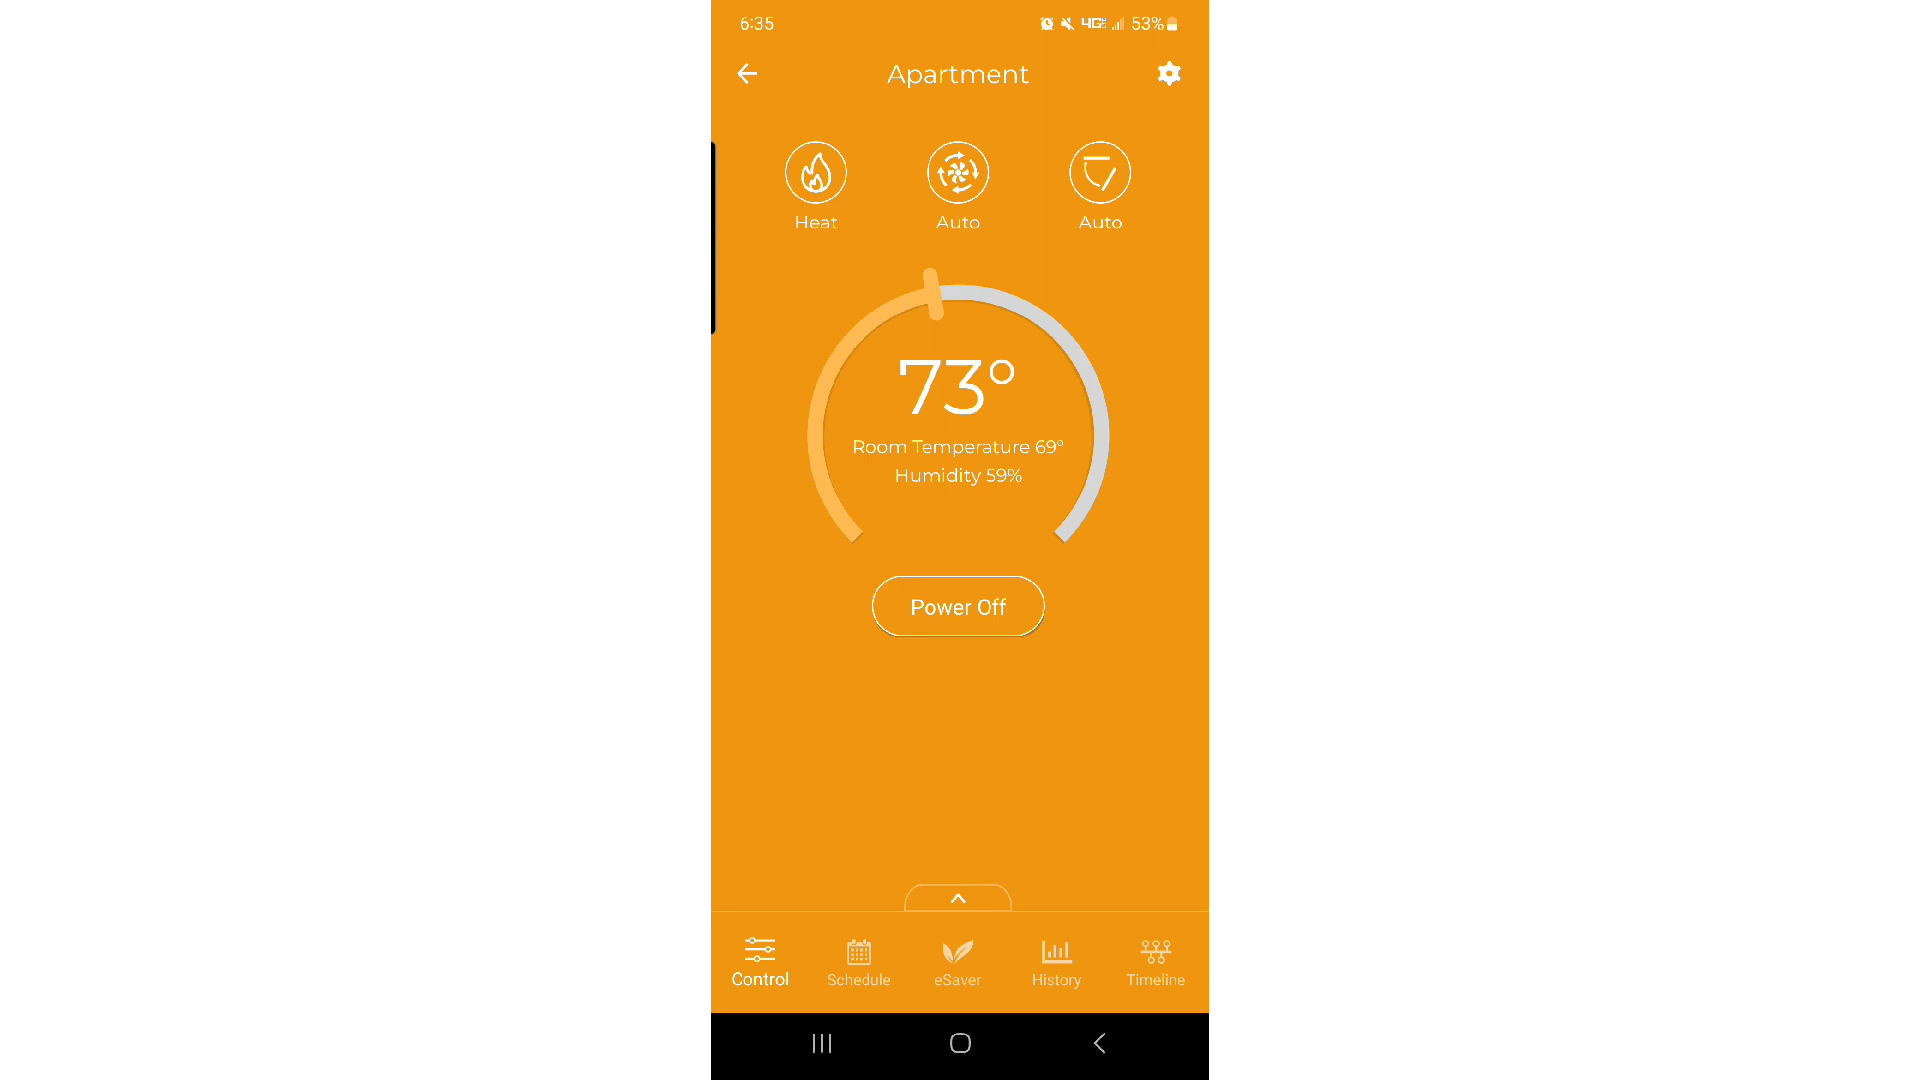 6:35 4G 53%
Apartment
Heat Auto Auto
73°
Room Temperature 69°
Humidity 59%
Power Off
Control Schedule eSaver History Timeline